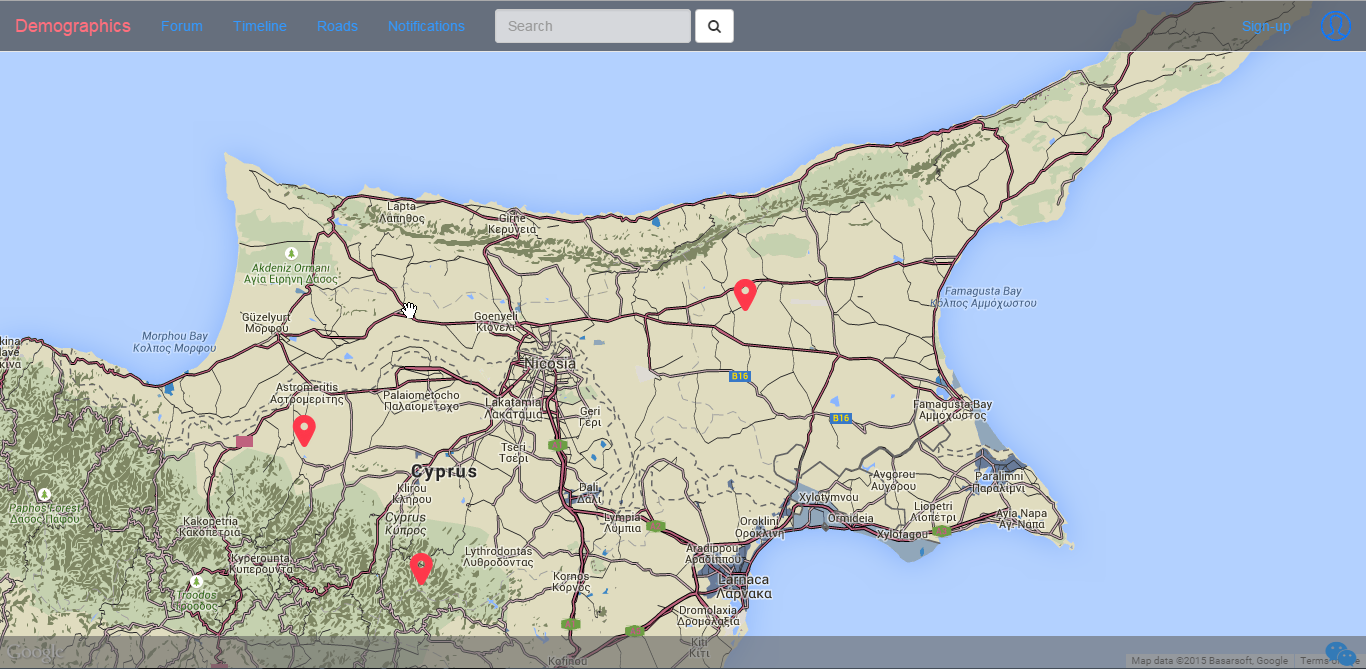 Demographics Forum Timeline Roads Notifications Search Sign-up
Lapta
Λάπηθος
Girne
Κερύνεια
Akdeniz Ormanı
Αγία Ειρήνη Δάσος
Famagusta Bay
Κόλπος Αμμόχωστου
Güzelyurt
Μόρφου
Goenyeli
Κιόνελι
Morphou Bay
Κόλπος Μόρφου
Nicosia
B16
Astromeritis
Αστρομερίτης
Palaiometocho
Παλαιομέτοχο
Lakatamia
Λακατάμια
Geri
Γέρι
Famagusta Bay
Αμμόχωστος
B16
Tseri
Τσέρι
Cyprus
Klirou
Κλήρου
Dali
Δάλι
Avgorou
Αυγόρου
Paralimni
Παραλίμνι
Xylotymvou
Paphos Forest
Δάσος Πάφου
Kakopetria
Κακοπετριά
Cyprus
Κύπρος
Lympia
Λύμπια
Oroklini
Ορόκλινη
Ormideia
Liopetri
Λιοπέτρι
Ayia Napa
Αγ. Νάπα
Xylofagou
Kyperounta
Κυπερούντα
Lythrodontas
Λυθροδόντας
Aradippou
Αραδίππου
Kornos
Κόρνος
Larnaca
Λάρνακα
Troodos
Τρόοδος
Dromolaxia
Δρομολαξιά
Kiti
Κίτι
Kofinou
Google
Map data ©2015 Basarsoft, Google Terms